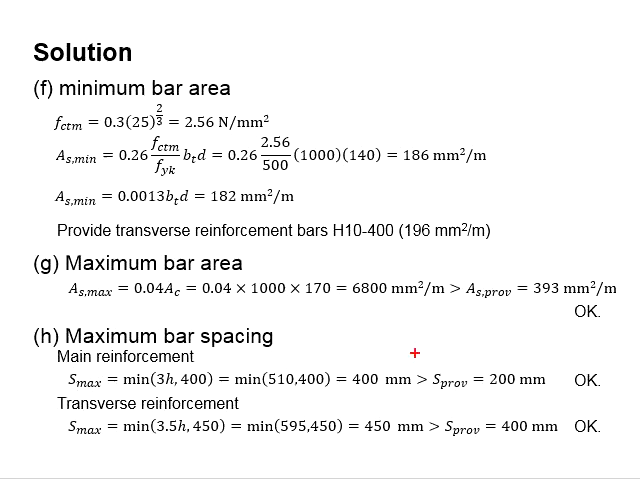 Solution
(f) minimum bar area
f_ctm = 0.3(25)^(2/3) = 2.56 N/mm²
A_s,min = 0.26 f_ctm/f_yk b_t d = 0.26 2.56/500 (1000)(140) = 186 mm²/m
A_s,min = 0.0013b_t d = 182 mm²/m
Provide transverse reinforcement bars H10-400 (196 mm²/m)
(g) Maximum bar area
A_s,max = 0.04A_c = 0.04 × 1000 × 170 = 6800 mm²/m > A_s,prov = 393 mm²/m
OK.
(h) Maximum bar spacing
Main reinforcement
S_max = min(3h, 400) = min(510,400) = 400 mm > S_prov = 200 mm OK.
Transverse reinforcement
S_max = min(3.5h, 450) = min(595,450) = 450 mm > S_prov = 400 mm OK.